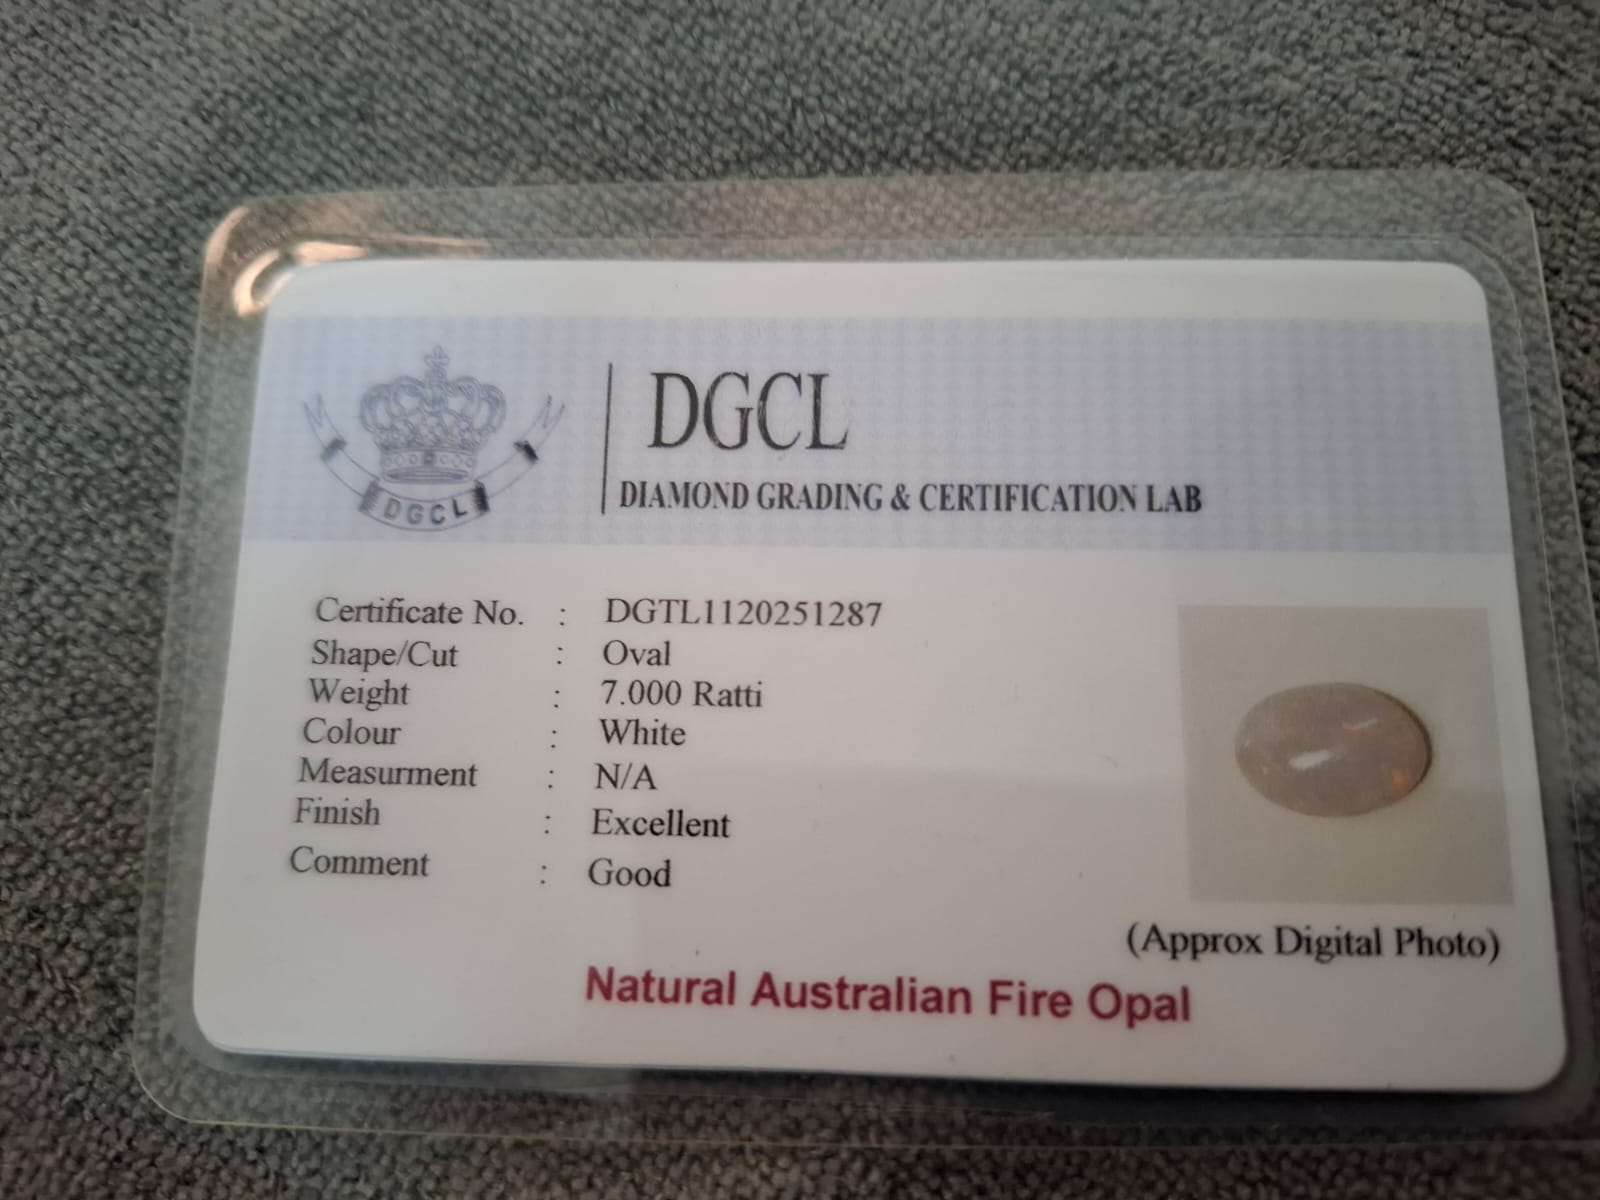 DGCL
DGCL
DIAMOND GRADING & CERTIFICATION LAB
Certificate No. : DGTL1120251287
Shape/Cut : Oval
Weight : 7.000 Ratti
Colour : White
Measurment : N/A
Finish : Excellent
Comment : Good
(Approx Digital Photo)
Natural Australian Fire Opal